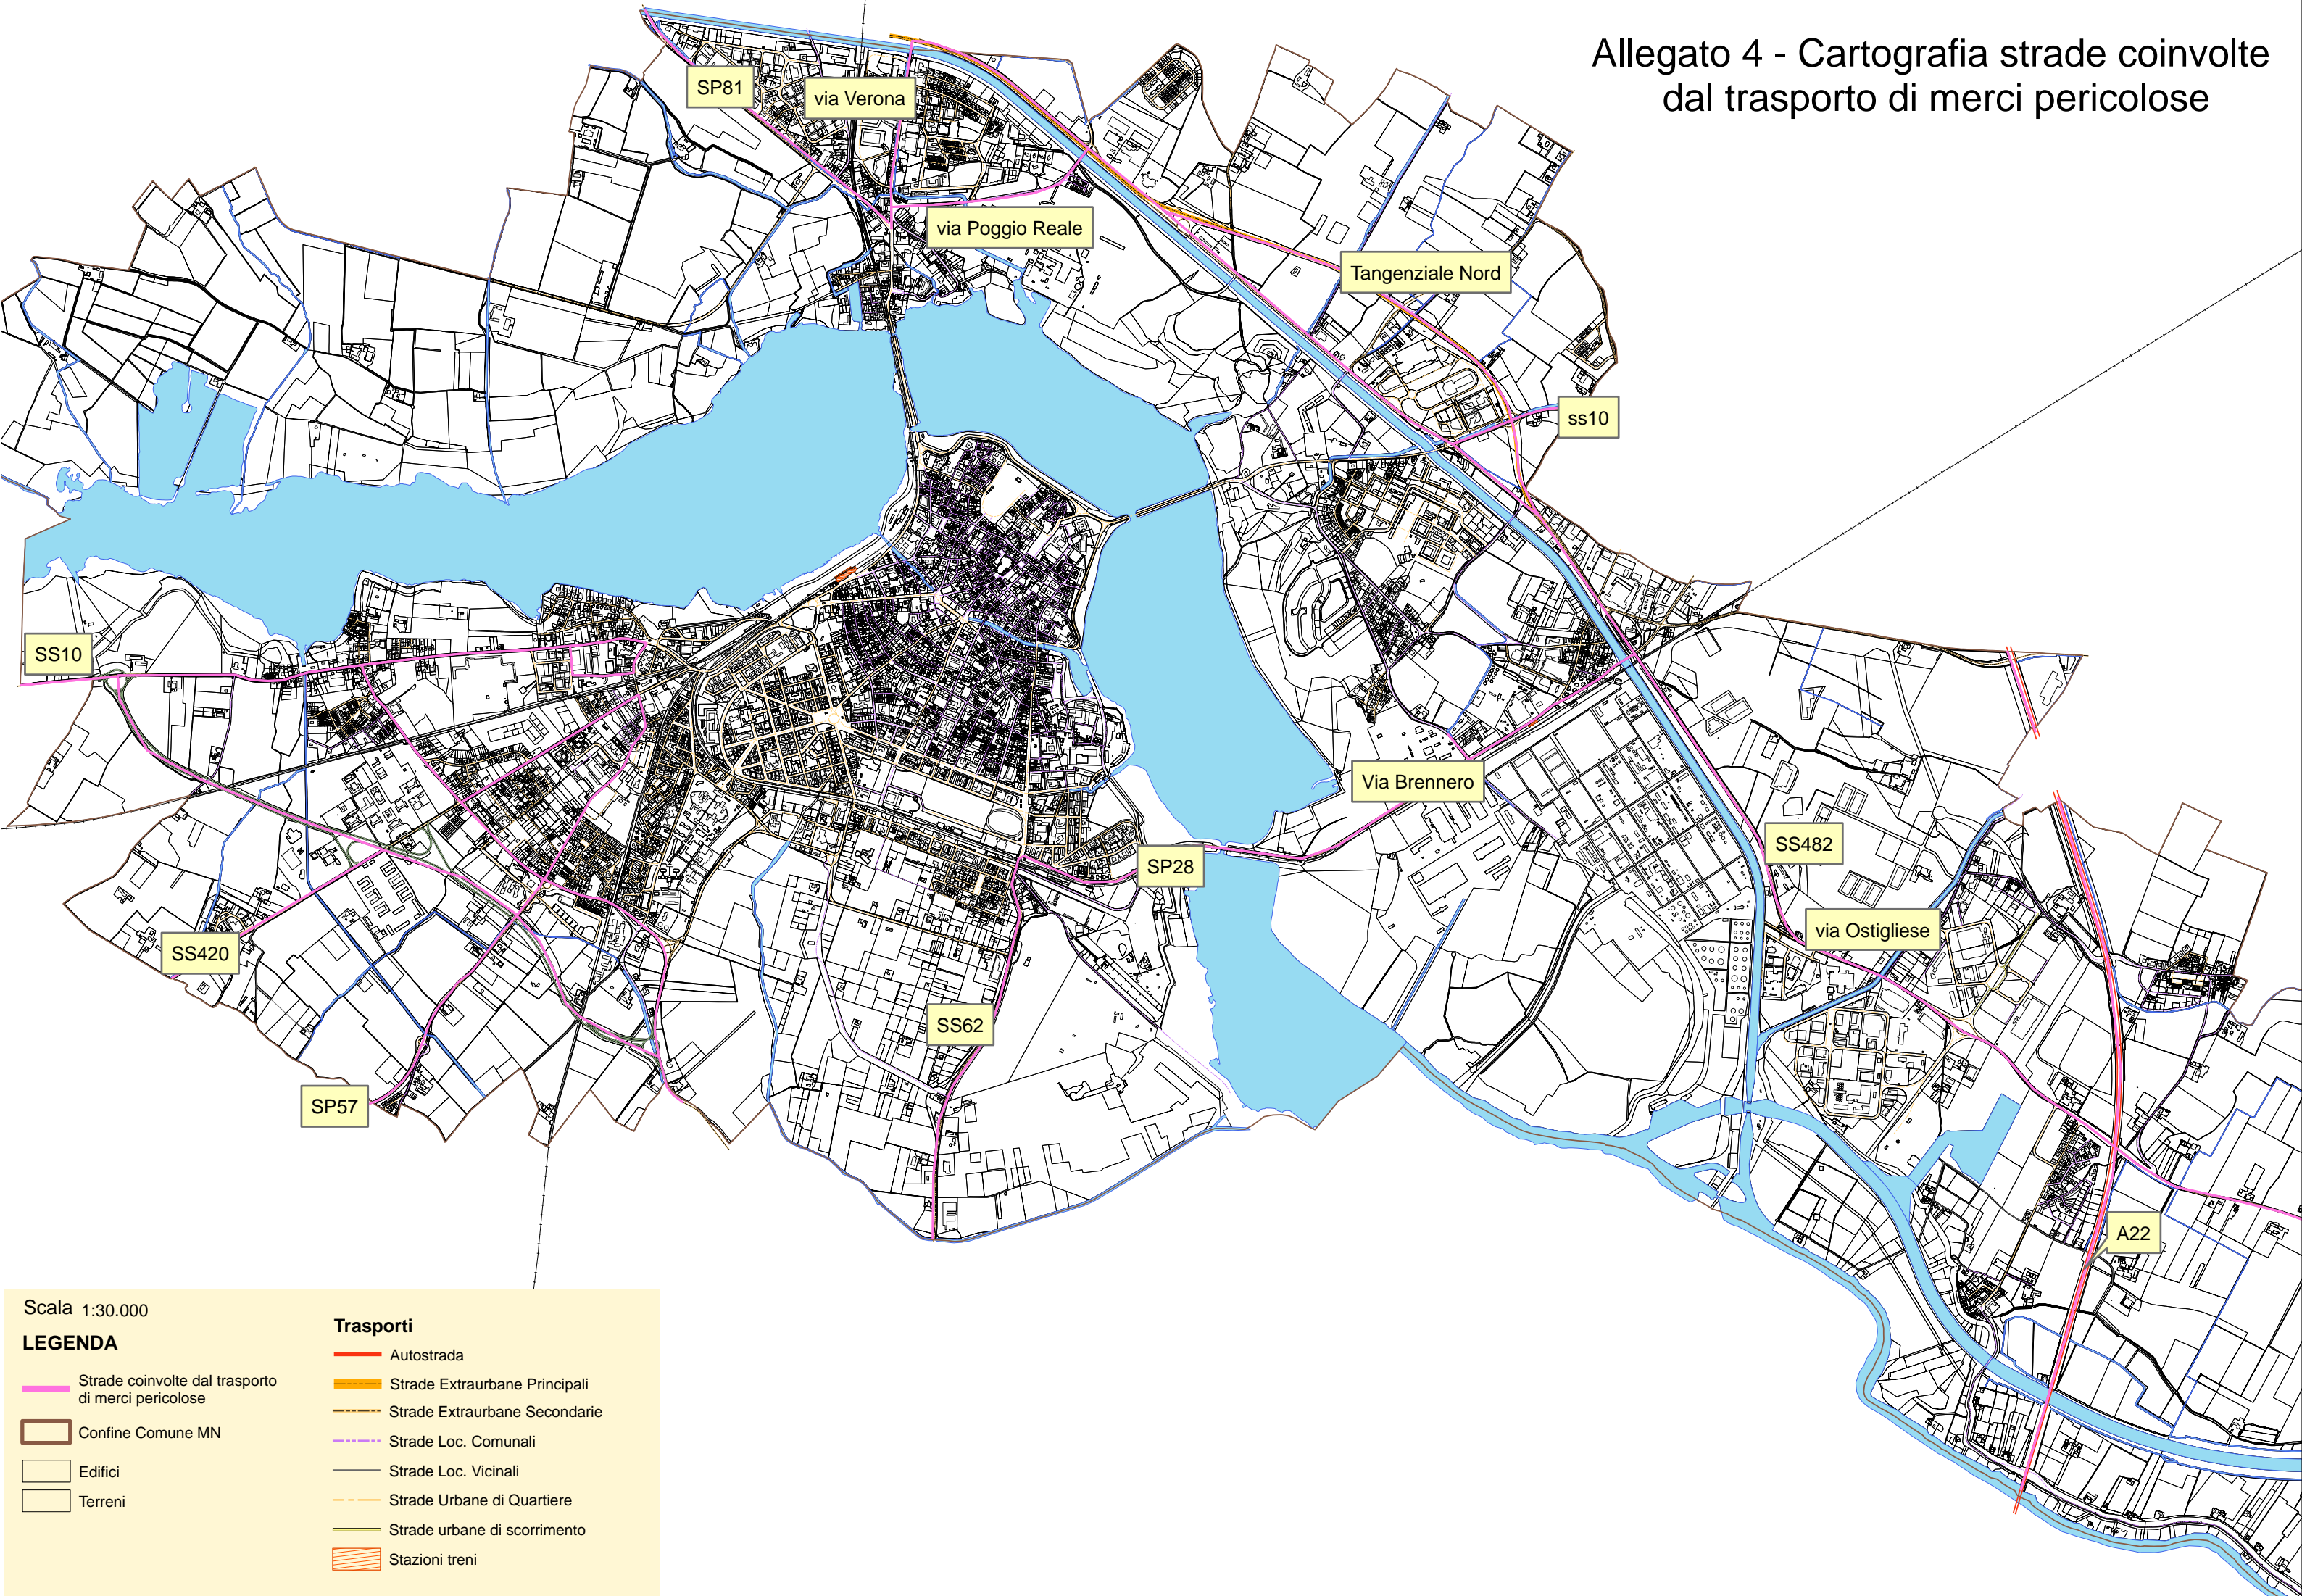 Allegato 4 - Cartografia strade coinvolte
dal trasporto di merci pericolose
SP81
via Verona
via Poggio Reale
Tangenziale Nord
ss10
SS10
Via Brennero
SS482
SP28
via Ostigliese
SS420
SS62
SP57
A22
Scala 1:30.000
LEGENDA
Strade coinvolte dal trasporto
di merci pericolose
Confine Comune MN
Edifici
Terreni
Trasporti
Autostrada
Strade Extraurbane Principali
Strade Extraurbane Secondarie
Strade Loc. Comunali
Strade Loc. Vicinali
Strade Urbane di Quartiere
Strade urbane di scorrimento
Stazioni treni